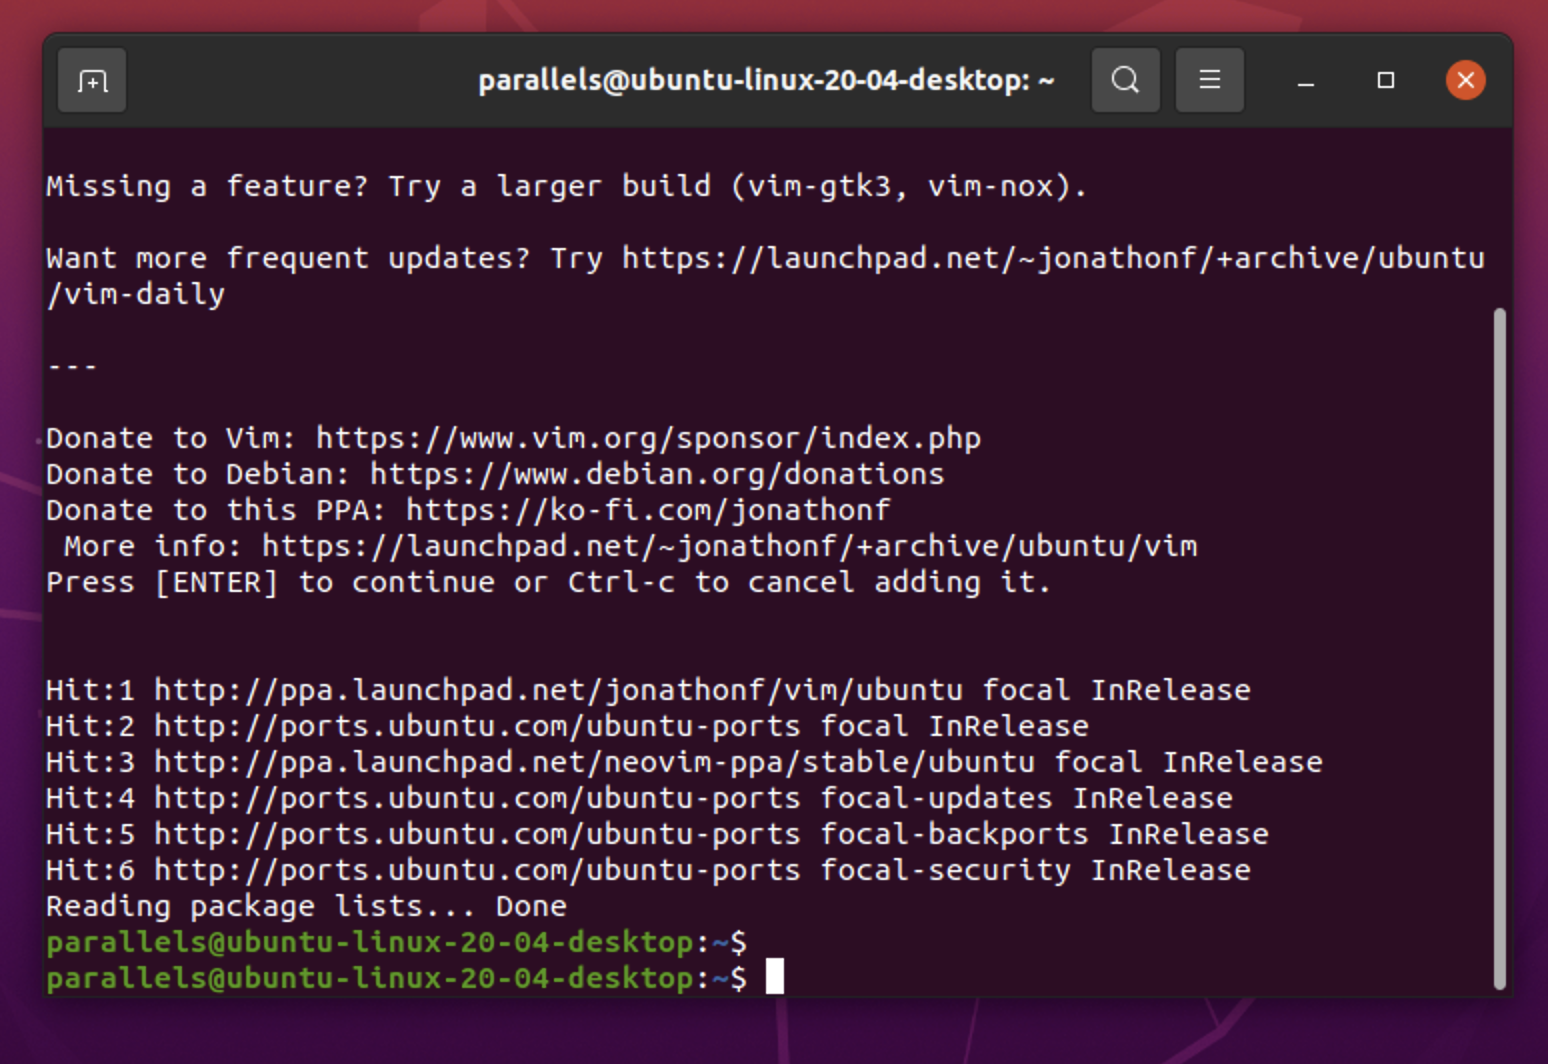 parallels@ubuntu-linux-20-04-desktop: ~
Missing a feature? Try a larger build (vim-gtk3, vim-nox).
Want more frequent updates? Try https://launchpad.net/~jonathonf/+archive/ubuntu
/vim-daily
---
Donate to Vim: https://www.vim.org/sponsor/index.php
Donate to Debian: https://www.debian.org/donations
Donate to this PPA: https://ko-fi.com/jonathonf
More info: https://launchpad.net/~jonathonf/+archive/ubuntu/vim
Press [ENTER] to continue or Ctrl-c to cancel adding it.
Hit:1 http://ppa.launchpad.net/jonathonf/vim/ubuntu focal InRelease
Hit:2 http://ports.ubuntu.com/ubuntu-ports focal InRelease
Hit:3 http://ppa.launchpad.net/neovim-ppa/stable/ubuntu focal InRelease
Hit:4 http://ports.ubuntu.com/ubuntu-ports focal-updates InRelease
Hit:5 http://ports.ubuntu.com/ubuntu-ports focal-backports InRelease
Hit:6 http://ports.ubuntu.com/ubuntu-ports focal-security InRelease
Reading package lists... Done
parallels@ubuntu-linux-20-04-desktop:~$
parallels@ubuntu-linux-20-04-desktop:~$